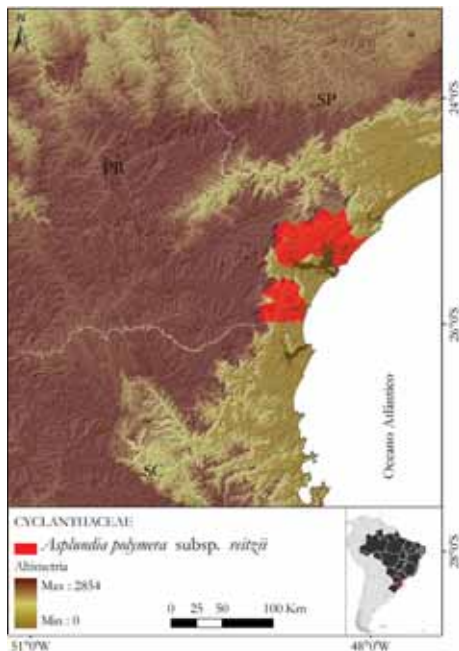 N
SP
PR
24°0'S
26°0'S
Oceano Atlântico
SC
CYCLANTHACEAE
Asplundia polymera subsp. reitzii
Altimetria
Max : 2854
Min : 0
0 25 50 100 Km
28°0'S
51°0'W 48°0'W